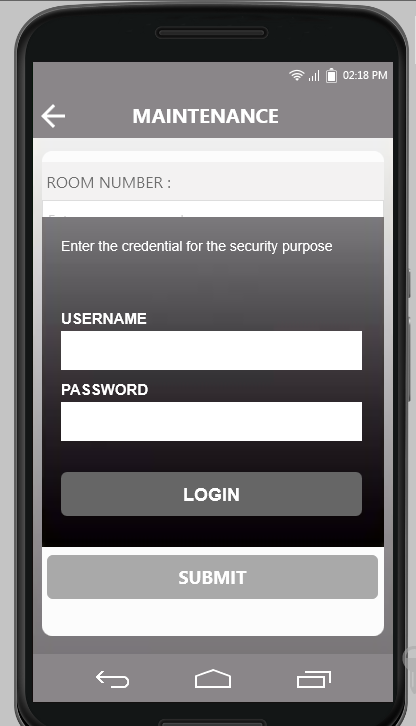 02:18 PM
MAINTENANCE
ROOM NUMBER :
Enter the credential for the security purpose
USERNAME
PASSWORD
LOGIN
SUBMIT